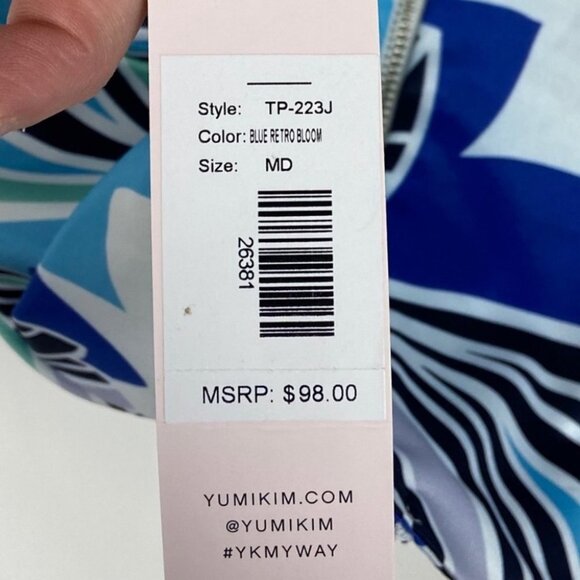 Style: TP-223J
Color: BLUE RETRO BLOOM
Size: MD
26381
MSRP: $98.00
YUMIKIM.COM
@YUMIKIM
#YKMYWAY